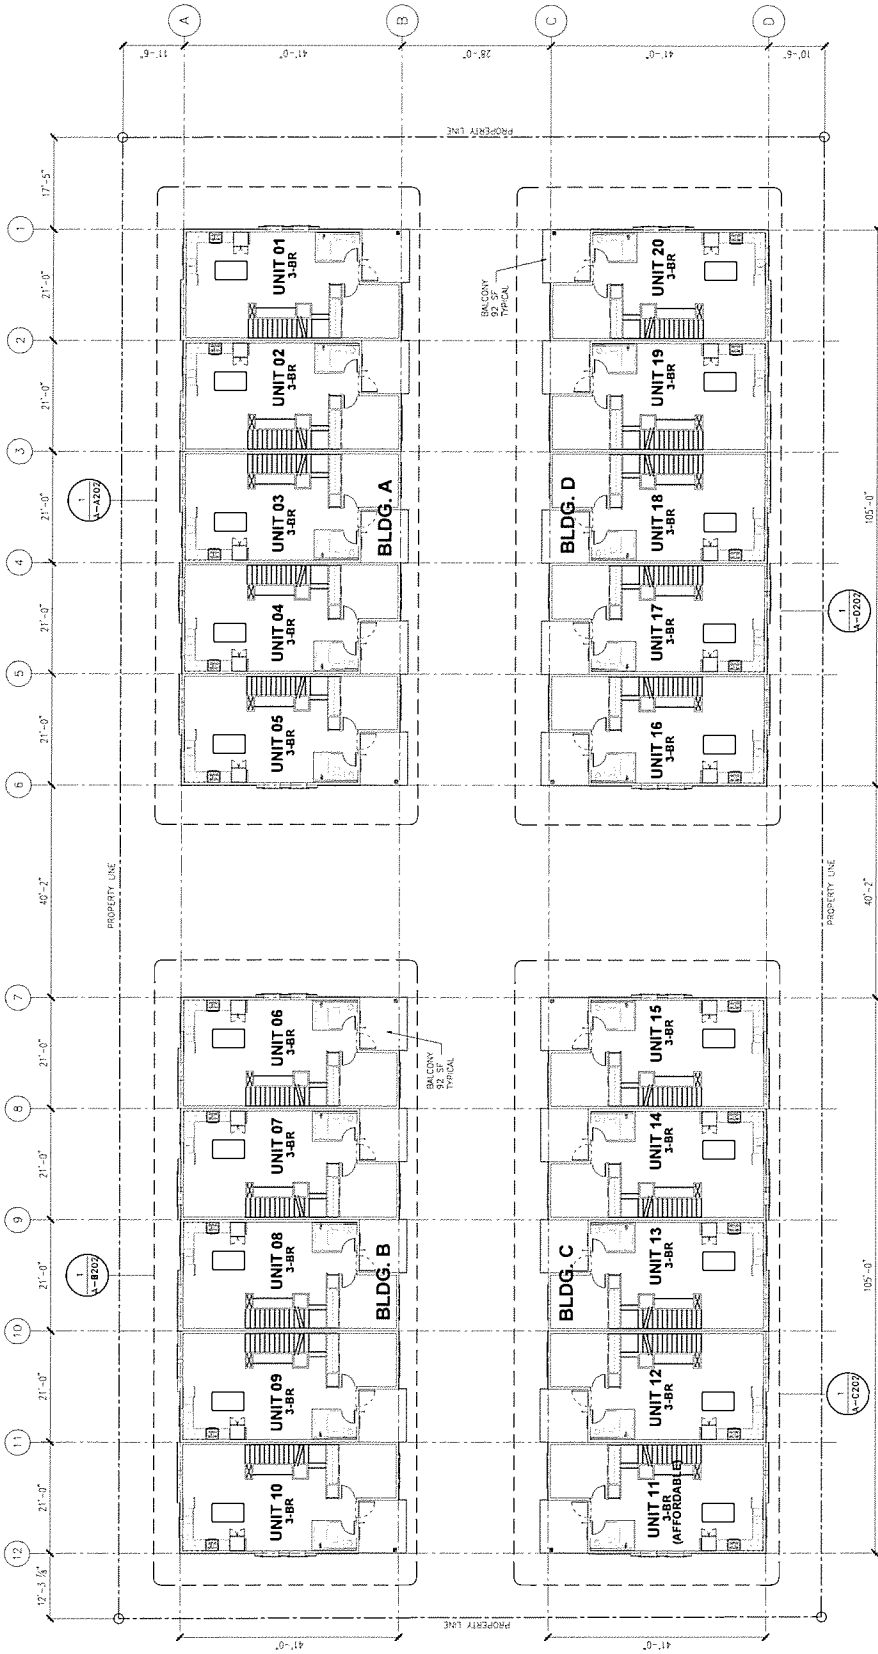 A
B
C
D
11'-6"
41'-0"
28'-0"
41'-0"
10'-6"
PROPERTY LINE
17'-5"
1
21'-0"
2
21'-0"
3
21'-0"
4
21'-0"
5
21'-0"
6
40'-2"
7
21'-0"
8
21'-0"
9
21'-0"
10
21'-0"
11
21'-0"
12
UNIT 01
3-BR
UNIT 02
3-BR
UNIT 03
3-BR
UNIT 04
3-BR
UNIT 05
3-BR
BLDG. A
1
A-A202
BALCONY
92 SF
TYPICAL
UNIT 20
3-BR
UNIT 19
3-BR
UNIT 18
3-BR
UNIT 17
3-BR
UNIT 16
3-BR
BLDG. D
1
A-D202
105'-0"
40'-2"
PROPERTY LINE
PROPERTY LINE
UNIT 06
3-BR
UNIT 07
3-BR
UNIT 08
3-BR
UNIT 09
3-BR
UNIT 10
3-BR
BLDG. B
1
A-B202
BALCONY
92 SF
TYPICAL
UNIT 15
3-BR
UNIT 14
3-BR
UNIT 13
3-BR
UNIT 12
3-BR
UNIT 11
3-BR
(AFFORDABLE)
BLDG. C
1
A-C202
105'-0"
PROPERTY LINE
41'-0"
41'-0"